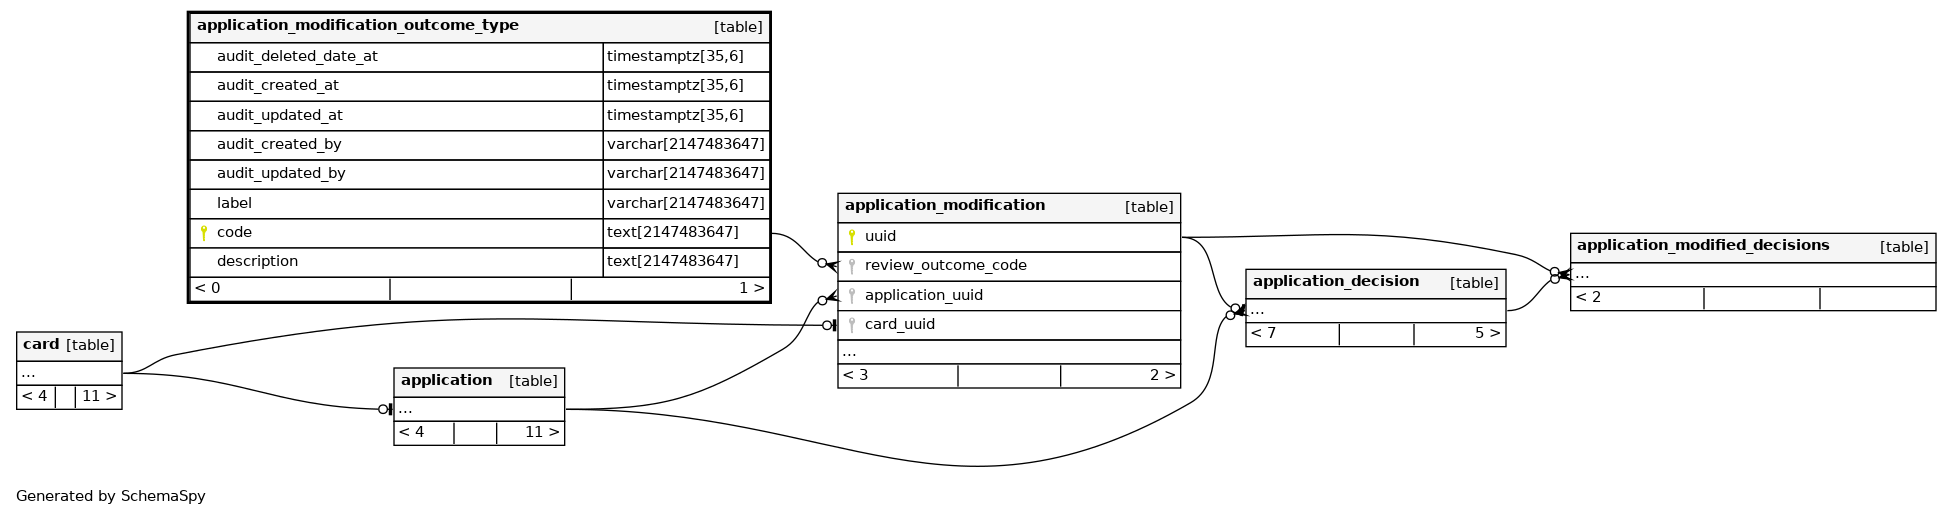 application_modification_outcome_type [table]
audit_deleted_date_at timestamptz[35,6]
audit_created_at timestamptz[35,6]
audit_updated_at timestamptz[35,6]
audit_created_by varchar[2147483647]
audit_updated_by varchar[2147483647]
label varchar[2147483647]
code text[2147483647]
description text[2147483647]
< 0 1 >
card [table]
...
< 4 11 >
application [table]
...
< 4 11 >
application_modification [table]
uuid
review_outcome_code
application_uuid
card_uuid
...
< 3 2 >
application_decision [table]
...
< 7 5 >
application_modified_decisions [table]
...
< 2
Generated by SchemaSpy